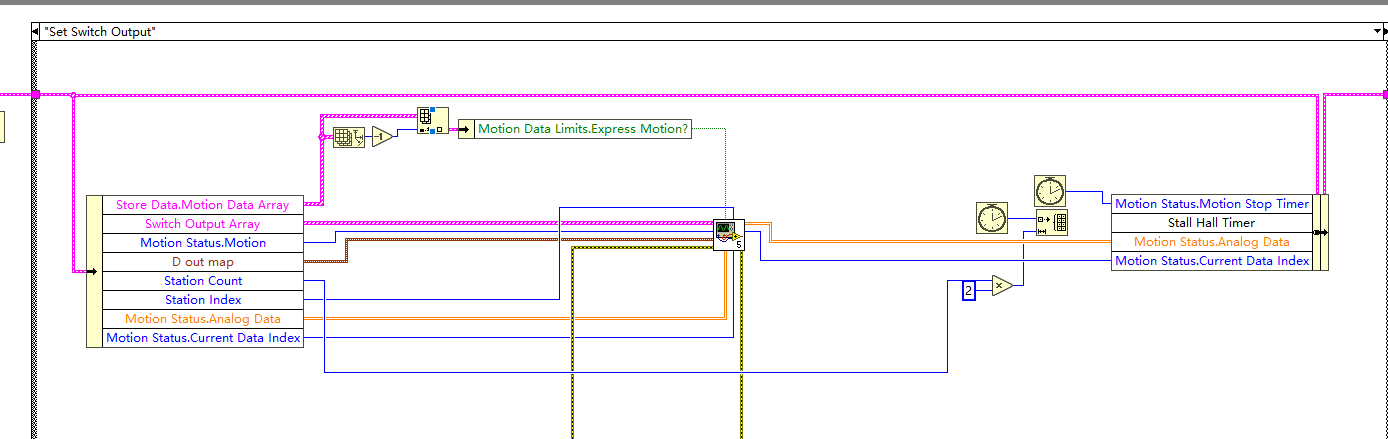 "Set Switch Output"
-1
Motion Data Limits.Express Motion?
Store Data.Motion Data Array
Switch Output Array
Motion Status.Motion
D out map
Station Count
Station Index
Motion Status.Analog Data
Motion Status.Current Data Index
5
2
×
Motion Status.Motion Stop Timer
Stall Hall Timer
Motion Status.Analog Data
Motion Status.Current Data Index